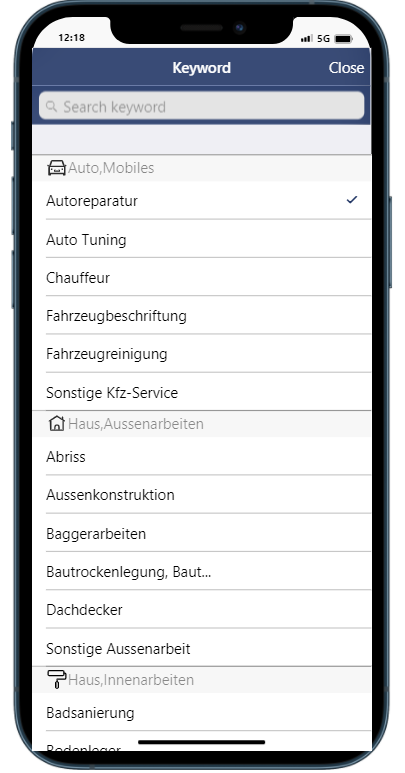 12:18
5G
Keyword
Close
Search keyword
Auto,Mobiles
Autoreparatur
Auto Tuning
Chauffeur
Fahrzeugbeschriftung
Fahrzeugreinigung
Sonstige Kfz-Service
Haus,Aussenarbeiten
Abriss
Aussenkonstruktion
Baggerarbeiten
Bautrockenlegung, Baut...
Dachdecker
Sonstige Aussenarbeit
Haus,Innenarbeiten
Badsanierung
Bodenleger